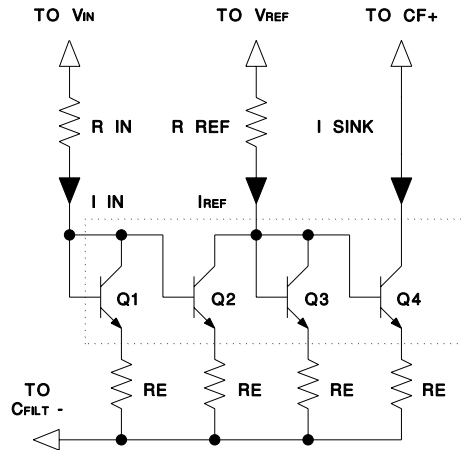 TO VIN TO VREF TO CF+
R IN R REF I SINK
I IN IREF
Q1 Q2 Q3 Q4
RE RE RE RE
TO
CFILT -